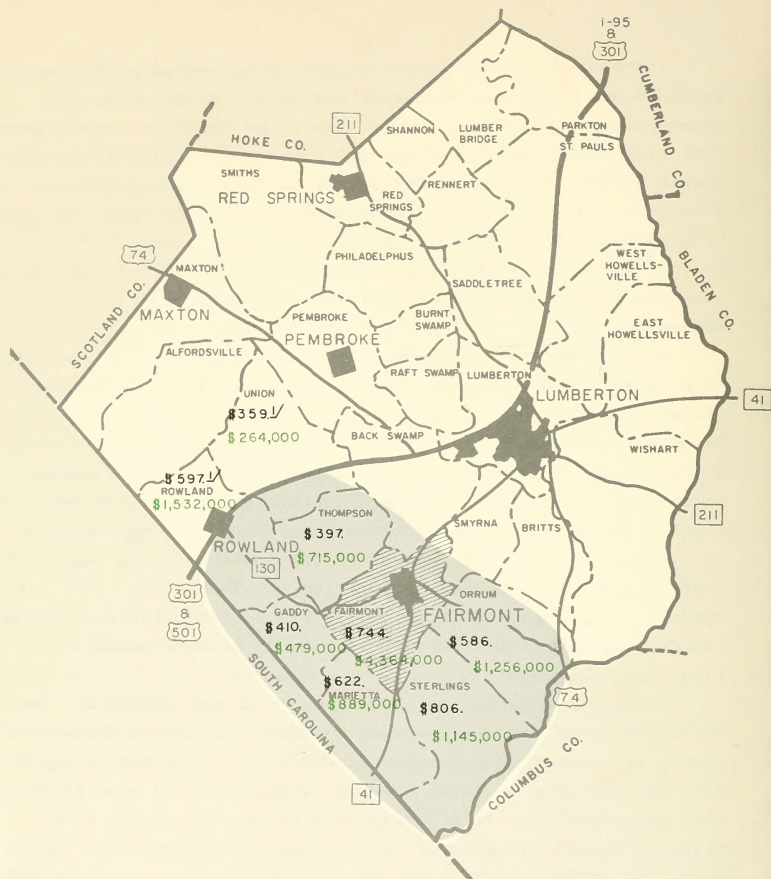 I-95
&
301
CUMBERLAND CO.
211
HOKE CO.
SHANNON
LUMBER
BRIDGE
PARKTON
ST. PAULS
SMITHS
RED SPRINGS
RED
SPRINGS
RENNERT
74
MAXTON
MAXTON
SCOTLAND CO.
PHILADELPHUS
SADDLETREE
WEST
HOWELLS-
VILLE
BLADEN CO.
EAST
HOWELLSVILLE
PEMBROKE
PEMBROKE
BURNT
SWAMP
ALFORDSVILLE
RAFT SWAMP
LUMBERTON
LUMBERTON
41
UNION
$359.1/
$264,000
BACK SWAMP
WISHART
$597.1/
ROWLAND
$1,532,000
ROWLAND
THOMPSON
$397.
$715,000
SMYRNA
BRITTS
211
130
301
&
501
GADDY
$410.
$479,000
FAIRMONT
$744.
$4,364,000
FAIRMONT
ORRUM
$586.
$1,256,000
$622.
MARIETTA
$889,000
STERLINGS
$806.
$1,145,000
74
SOUTH CAROLINA
COLUMBUS CO.
41